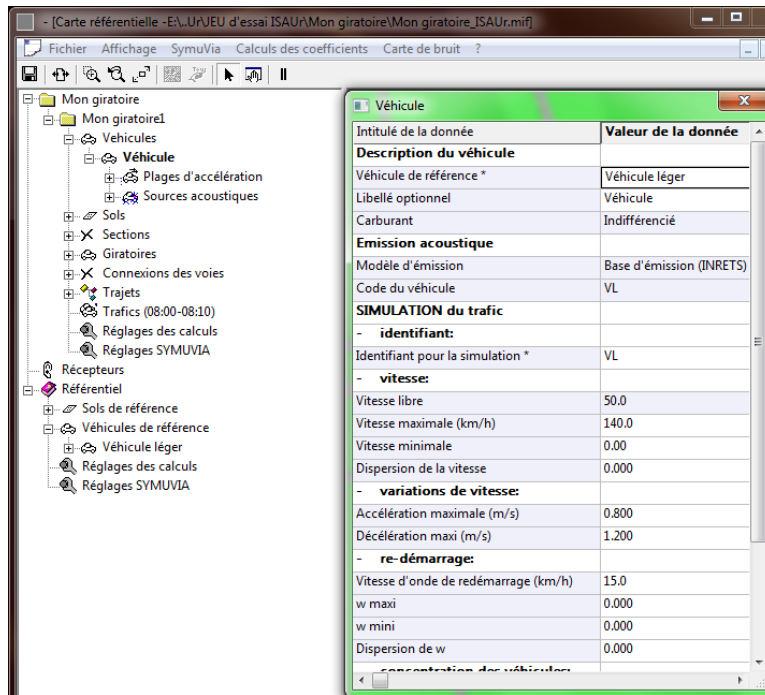 - [Carte référentielle -E:\..Ur\JEU d'essai ISAUr\Mon giratoire\Mon giratoire_ISAUr.mif]
Fichier Affichage SymuVia Calculs des coefficients Carte de bruit ?
Mon giratoire
Mon giratoire1
Vehicules
Véhicule
Plages d'accélération
Sources acoustiques
Sols
Sections
Giratoires
Connexions des voies
Trajets
Trafics (08:00-08:10)
Réglages des calculs
Réglages SYMUVIA
Récepteurs
Référentiel
Sols de référence
Véhicules de référence
Véhicule léger
Réglages des calculs
Réglages SYMUVIA
Véhicule
Intitulé de la donnée Valeur de la donnée
Description du véhicule
Véhicule de référence * Véhicule léger
Libellé optionnel Véhicule
Carburant Indifférencié
Emission acoustique
Modèle d'émission Base d'émission (INRETS)
Code du véhicule VL
SIMULATION du trafic
- identifiant:
Identifiant pour la simulation * VL
- vitesse:
Vitesse libre 50.0
Vitesse maximale (km/h) 140.0
Vitesse minimale 0.00
Dispersion de la vitesse 0.000
- variations de vitesse:
Accélération maximale (m/s) 0.800
Décélération maxi (m/s) 1.200
- re-démarrage:
Vitesse d'onde de redémarrage (km/h) 15.0
w maxi 0.000
w mini 0.000
Dispersion de w 0.000
concentration des véhicules: